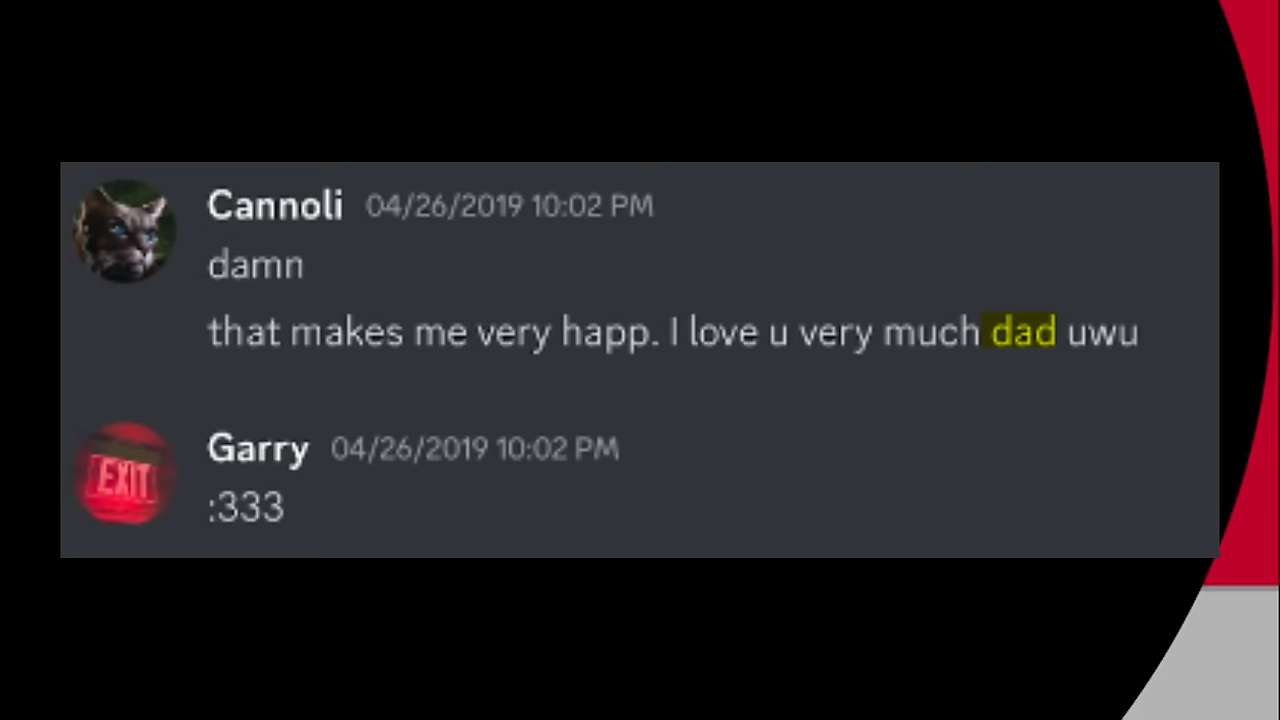 Cannoli 04/26/2019 10:02 PM
damn
that makes me very happ. I love u very much dad uwu
Garry 04/26/2019 10:02 PM
EXIT
:333